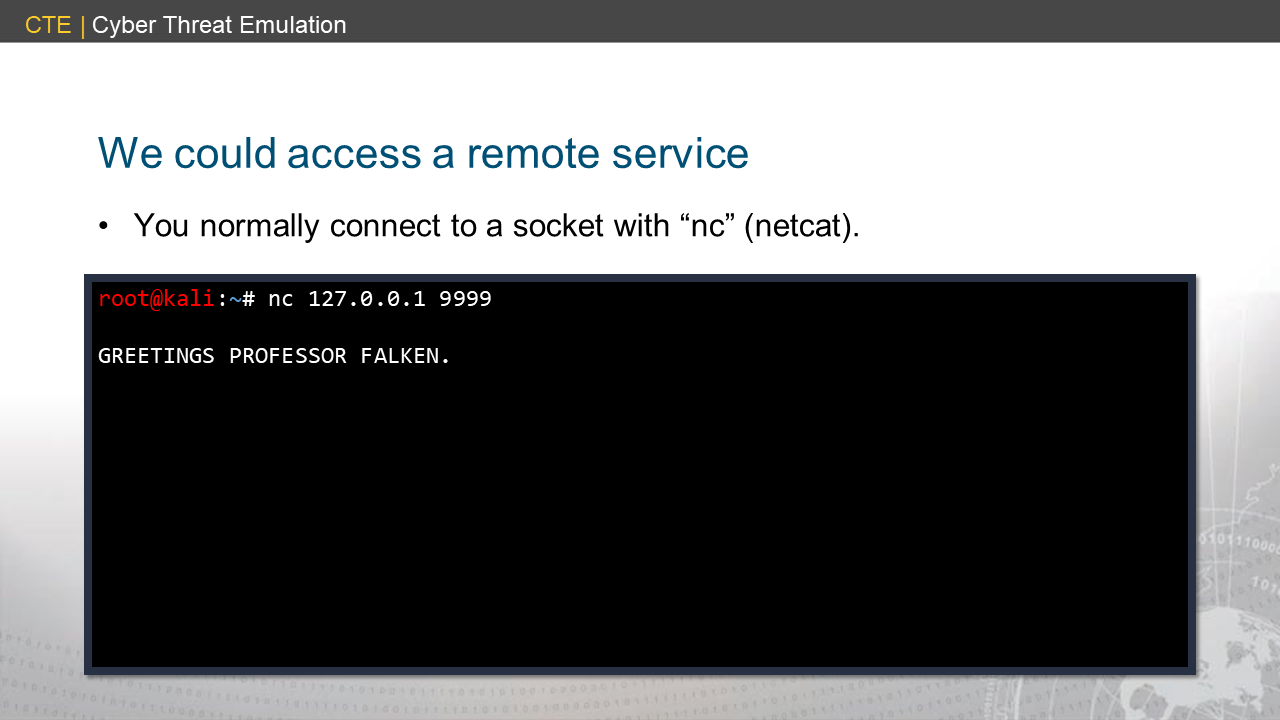 CTE | Cyber Threat Emulation
We could access a remote service
• You normally connect to a socket with “nc” (netcat).
root@kali:~# nc 127.0.0.1 9999
GREETINGS PROFESSOR FALKEN.